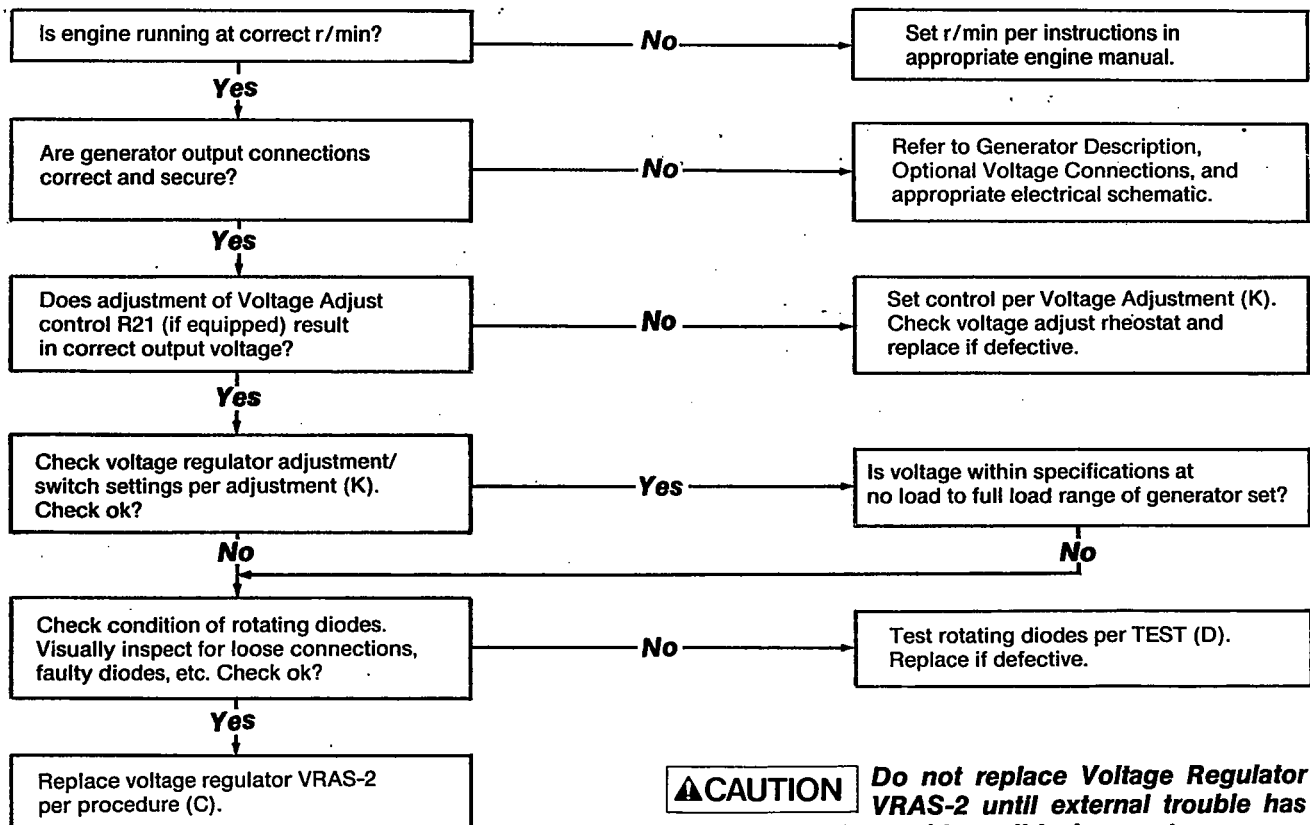 Is engine running at correct r/min?
No
Set r/min per instructions in
appropriate engine manual.
Yes
Are generator output connections
correct and secure?
No
Refer to Generator Description,
Optional Voltage Connections, and
appropriate electrical schematic.
Yes
Does adjustment of Voltage Adjust
control R21 (if equipped) result
in correct output voltage?
No
Set control per Voltage Adjustment (K).
Check voltage adjust rheostat and
replace if defective.
Yes
Check voltage regulator adjustment/
switch settings per adjustment (K).
Check ok?
Yes
Is voltage within specifications at
no load to full load range of generator set?
No
No
Check condition of rotating diodes.
Visually inspect for loose connections,
faulty diodes, etc. Check ok?
No
Test rotating diodes per TEST (D).
Replace if defective.
Yes
Replace voltage regulator VRAS-2
per procedure (C).
CAUTION Do not replace Voltage Regulator
VRAS-2 until external trouble has